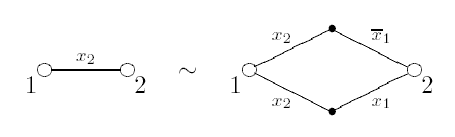 x₂
1 2
∼
x₂ x̅₁
1 2
x₂ x₁